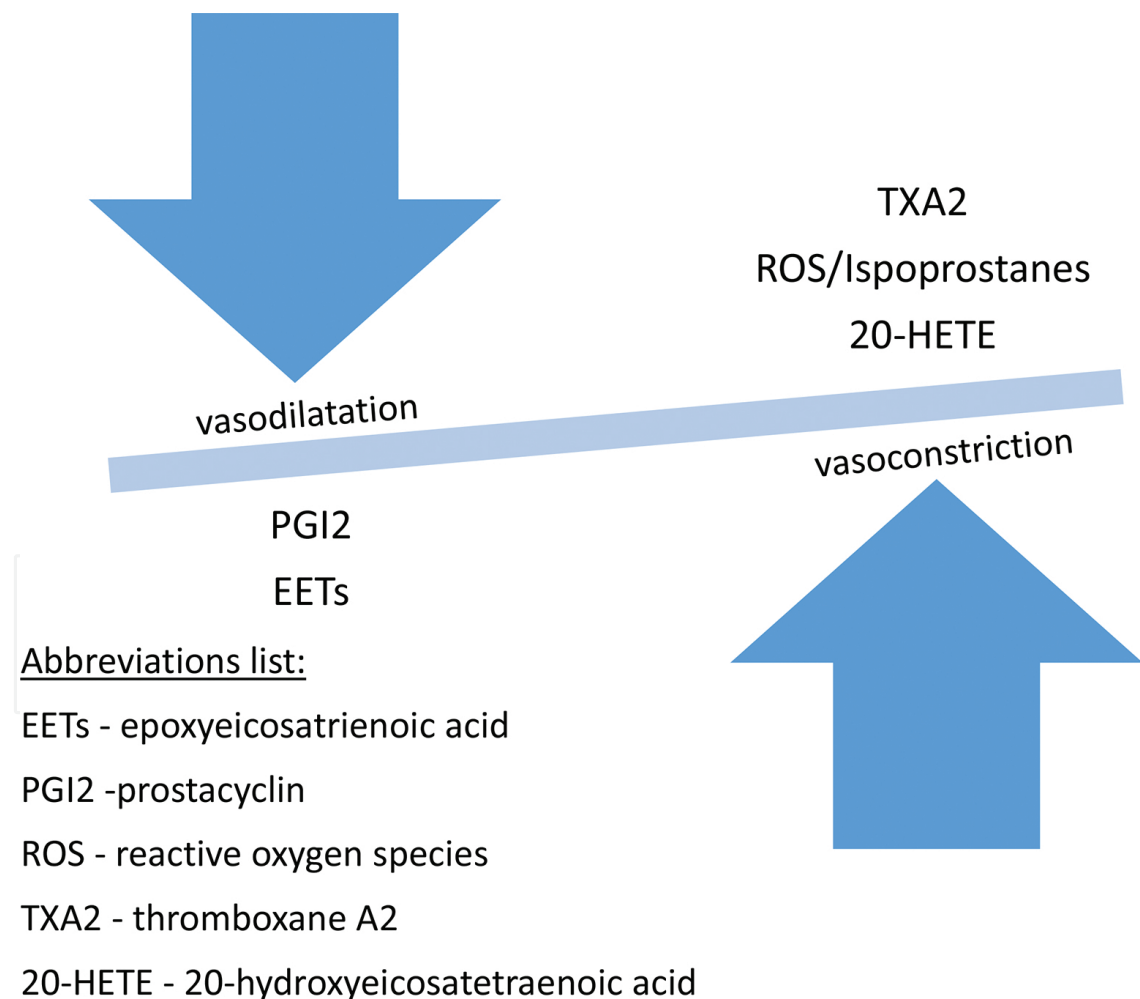 TXA2
ROS/Ispoprostanes
20-HETE
vasodilatation
vasoconstriction
PGI2
EETs
Abbreviations list:
EETs - epoxyeicosatrienoic acid
PGI2 -prostacyclin
ROS - reactive oxygen species
TXA2 - thromboxane A2
20-HETE - 20-hydroxyeicosatetraenoic acid